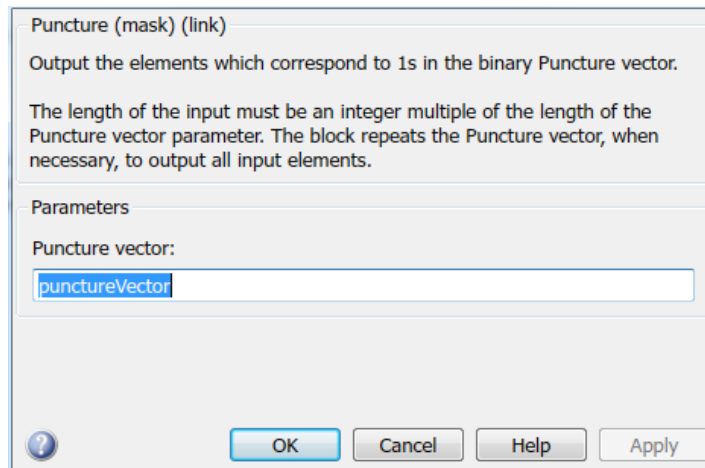 Puncture (mask) (link)
Output the elements which correspond to 1s in the binary Puncture vector.
The length of the input must be an integer multiple of the length of the
Puncture vector parameter. The block repeats the Puncture vector, when
necessary, to output all input elements.
Parameters
Puncture vector:
punctureVector
OK Cancel Help Apply